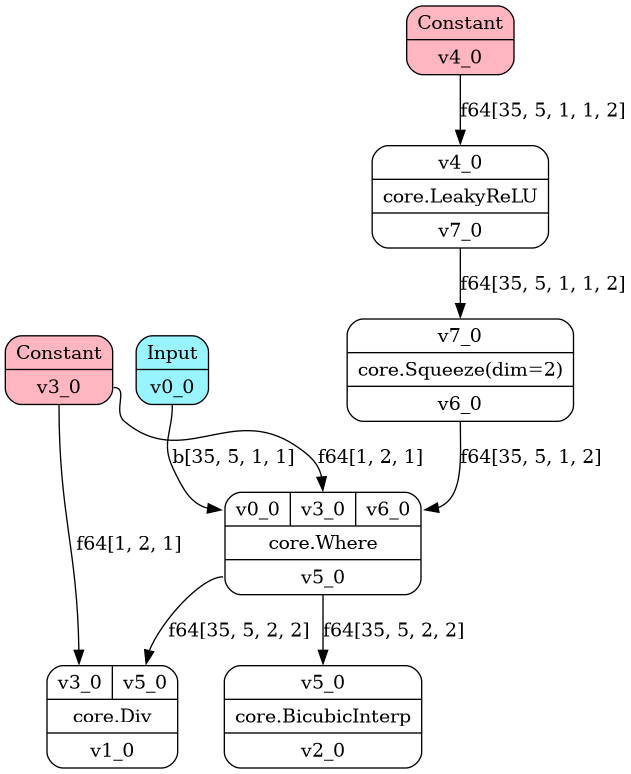 Constant
v4_0
f64[35, 5, 1, 1, 2]
v4_0
core.LeakyReLU
v7_0
f64[35, 5, 1, 1, 2]
v7_0
core.Squeeze(dim=2)
v6_0
Constant
v3_0
Input
v0_0
b[35, 5, 1, 1]
f64[1, 2, 1]
f64[35, 5, 1, 2]
v0_0 v3_0 v6_0
core.Where
v5_0
f64[1, 2, 1]
f64[35, 5, 2, 2]
f64[35, 5, 2, 2]
v3_0 v5_0
core.Div
v1_0
v5_0
core.BicubicInterp
v2_0